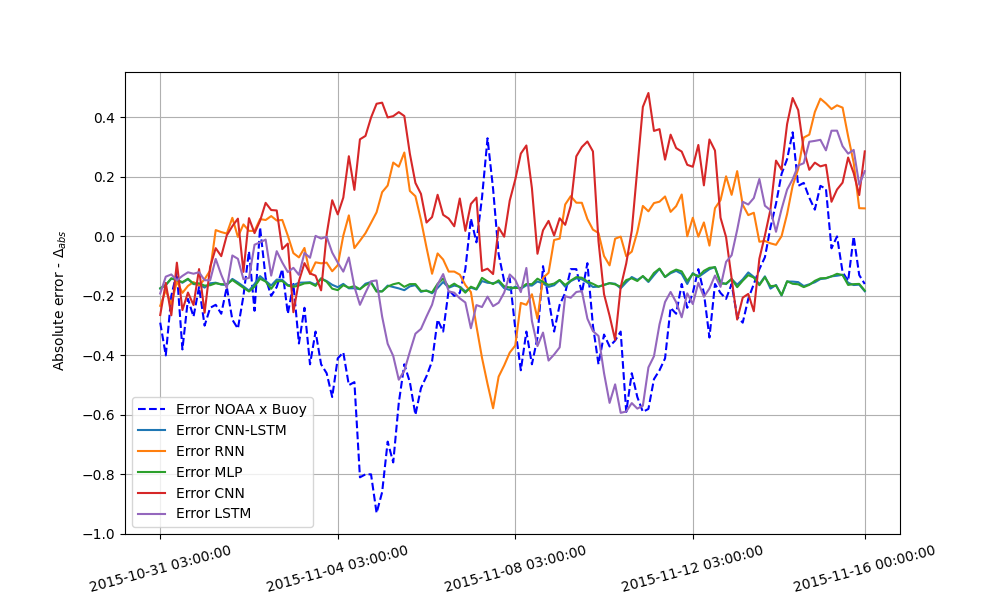 Absolute error - Δabs
0.4
0.2
0.0
−0.2
−0.4
−0.6
−0.8
−1.0
Error NOAA x Buoy
Error CNN-LSTM
Error RNN
Error MLP
Error CNN
Error LSTM
2015-10-31 03:00:00
2015-11-04 03:00:00
2015-11-08 03:00:00
2015-11-12 03:00:00
2015-11-16 00:00:00